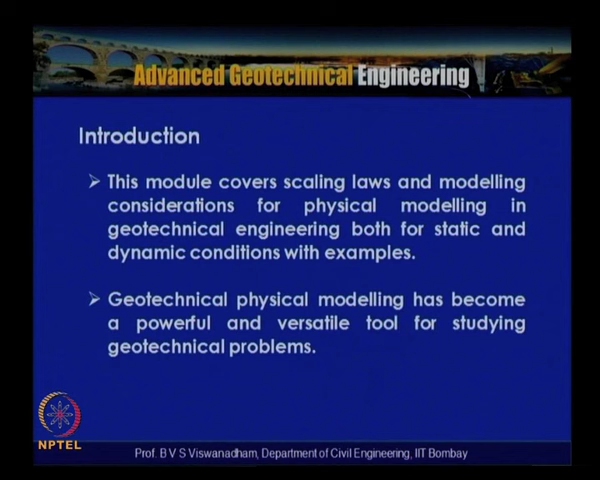 Advanced Geotechnical Engineering
Introduction
➢ This module covers scaling laws and modelling
considerations for physical modelling in
geotechnical engineering both for static and
dynamic conditions with examples.
➢ Geotechnical physical modelling has become
a powerful and versatile tool for studying
geotechnical problems.
NPTEL
Prof. B V S Viswanadham, Department of Civil Engineering, IIT Bombay